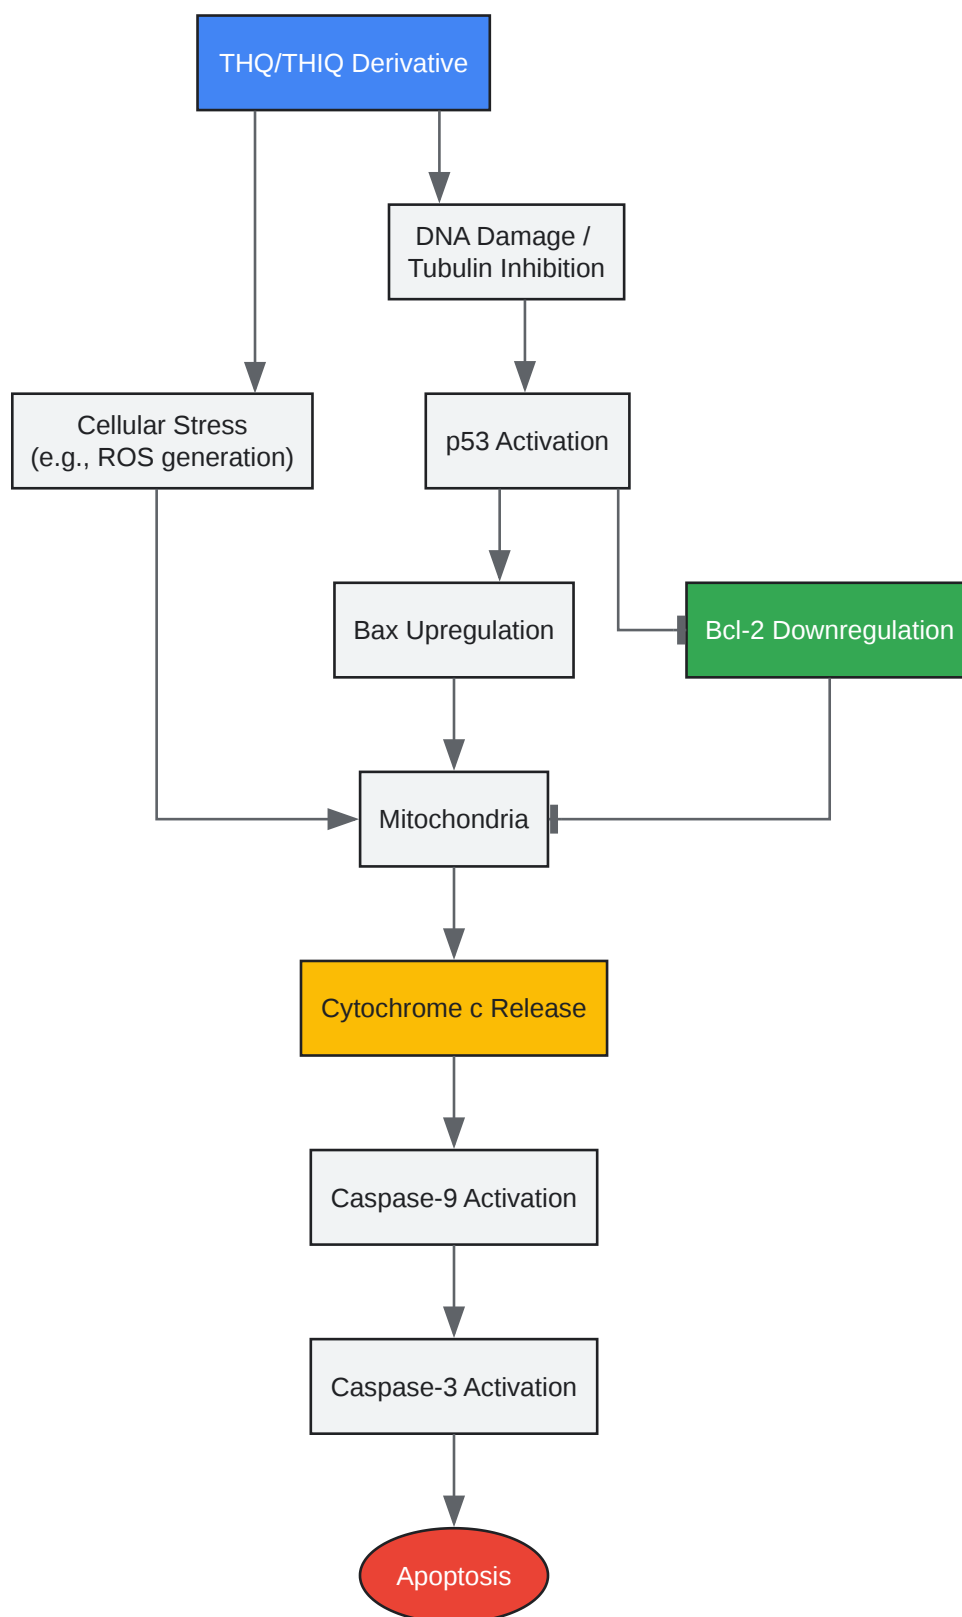 THQ/THIQ Derivative
DNA Damage /
Tubulin Inhibition
Cellular Stress
(e.g., ROS generation)
p53 Activation
Bax Upregulation
Bcl-2 Downregulation
Mitochondria
Cytochrome c Release
Caspase-9 Activation
Caspase-3 Activation
Apoptosis